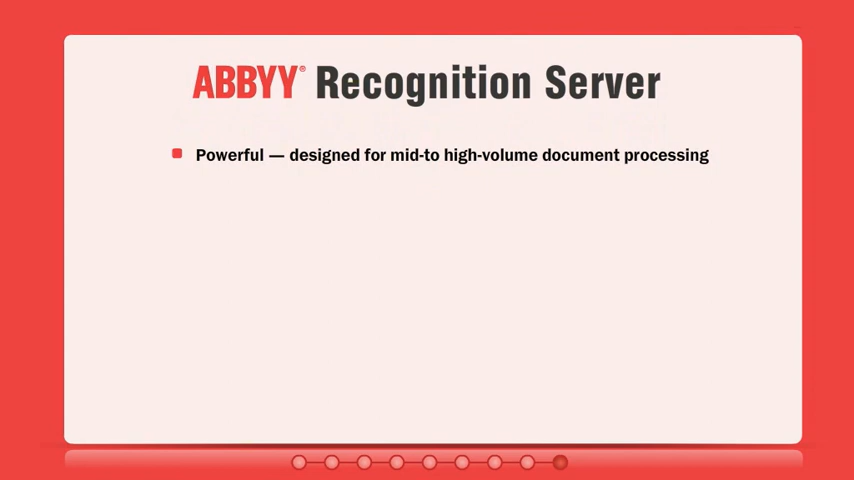 ABBYY® Recognition Server
Powerful — designed for mid-to high-volume document processing